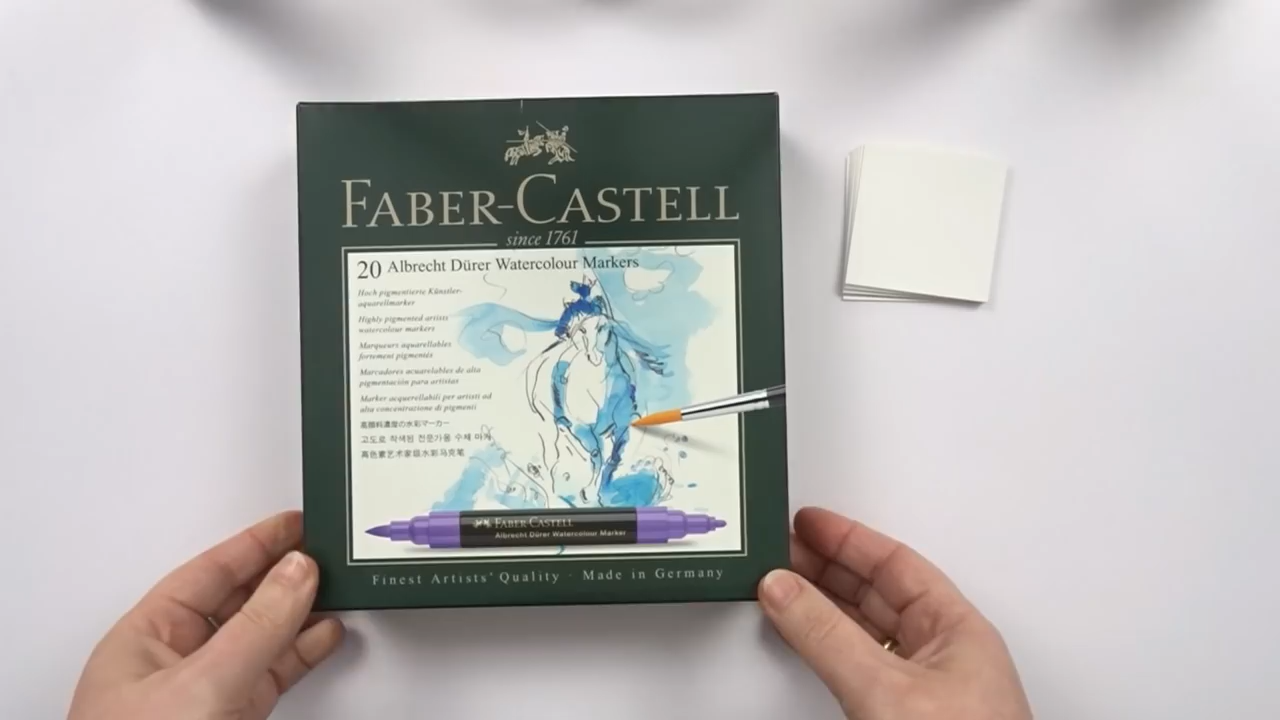 FABER-CASTELL
since 1761
20 Albrecht Dürer Watercolour Markers
Hoch pigmentierte Künstler-
aquarellmarker
Highly pigmented artists
watercolour markers
Marqueurs aquarellables
fortement pigmentés
Marcadores acuarelables de alta
pigmentación para artistas
Marker acquerellabili per artisti ad
alta concentrazione di pigmenti
高顔料濃度の水彩マーカー
고도로 착색된 전문가용 수채 마커
高色素艺术家级水彩马克笔
FABER-CASTELL
Albrecht Dürer Watercolour Marker
Finest Artists' Quality · Made in Germany